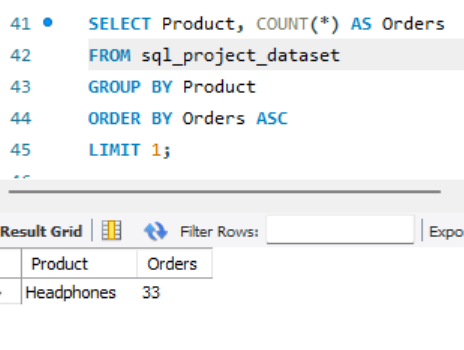 41 SELECT Product, COUNT(*) AS Orders
42 FROM sql_project_dataset
43 GROUP BY Product
44 ORDER BY Orders ASC
45 LIMIT 1;
Result Grid Filter Rows: Expo
Product Orders
Headphones 33